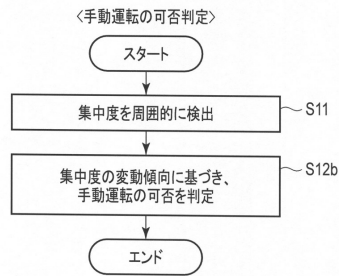 〈手動運転の可否判定〉
スタート
集中度を周囲的に検出
S11
集中度の変動傾向に基づき、
手動運転の可否を判定
S12b
エンド